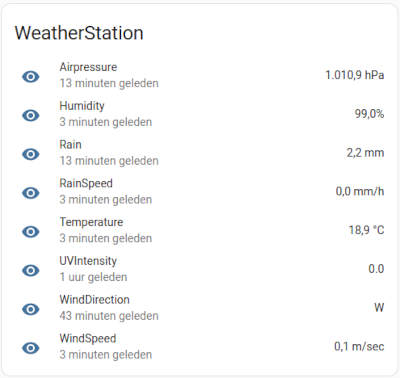 WeatherStation
Airpressure
13 minuten geleden
1.010,9 hPa
Humidity
3 minuten geleden
99,0%
Rain
13 minuten geleden
2,2 mm
RainSpeed
3 minuten geleden
0,0 mm/h
Temperature
3 minuten geleden
18,9 °C
UVIntensity
1 uur geleden
0.0
WindDirection
43 minuten geleden
W
WindSpeed
3 minuten geleden
0,1 m/sec